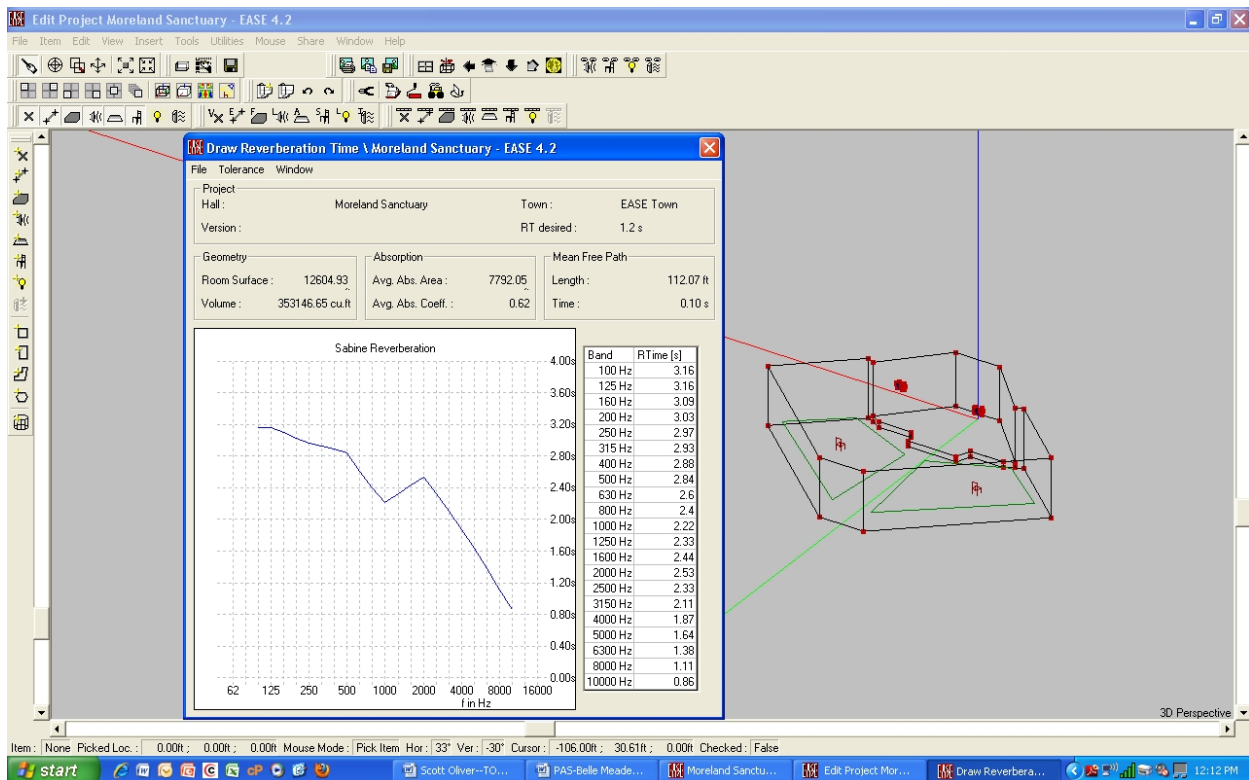 Edit Project Moreland Sanctuary - EASE 4.2
File Item Edit View Insert Tools Utilities Mouse Share Window Help
Draw Reverberation Time \ Moreland Sanctuary - EASE 4.2
File Tolerance Window
Project
Hall : Moreland Sanctuary Town : EASE Town
Version : RT desired : 1.2 s
Geometry Absorption Mean Free Path
Room Surface : 12604.93 Avg. Abs. Area : 7792.05 Length : 112.07 ft
Volume : 353146.65 cu.ft Avg. Abs. Coeff. : 0.62 Time : 0.10 s
Sabine Reverberation
4.00s
3.60s
3.20s
2.80s
2.40s
2.00s
1.60s
1.20s
0.80s
0.40s
0.00s
62 125 250 500 1000 2000 4000 8000 16000
f in Hz
Band RTime [s]
100 Hz 3.16
125 Hz 3.16
160 Hz 3.09
200 Hz 3.03
250 Hz 2.97
315 Hz 2.93
400 Hz 2.88
500 Hz 2.84
630 Hz 2.6
800 Hz 2.4
1000 Hz 2.22
1250 Hz 2.33
1600 Hz 2.44
2000 Hz 2.53
2500 Hz 2.33
3150 Hz 2.11
4000 Hz 1.87
5000 Hz 1.64
6300 Hz 1.38
8000 Hz 1.11
10000 Hz 0.86
3D Perspective
Item : None Picked Loc. : 0.00ft ; 0.00ft ; 0.00ft Mouse Mode : Pick Item Hor : 33° Ver : -30° Cursor : -106.00ft ; 30.61ft ; 0.00ft Checked : False
start Scott Oliver--TO... PAS-Belle Meade... Moreland Sanctu... Edit Project Mor... Draw Reverbera... 12:12 PM